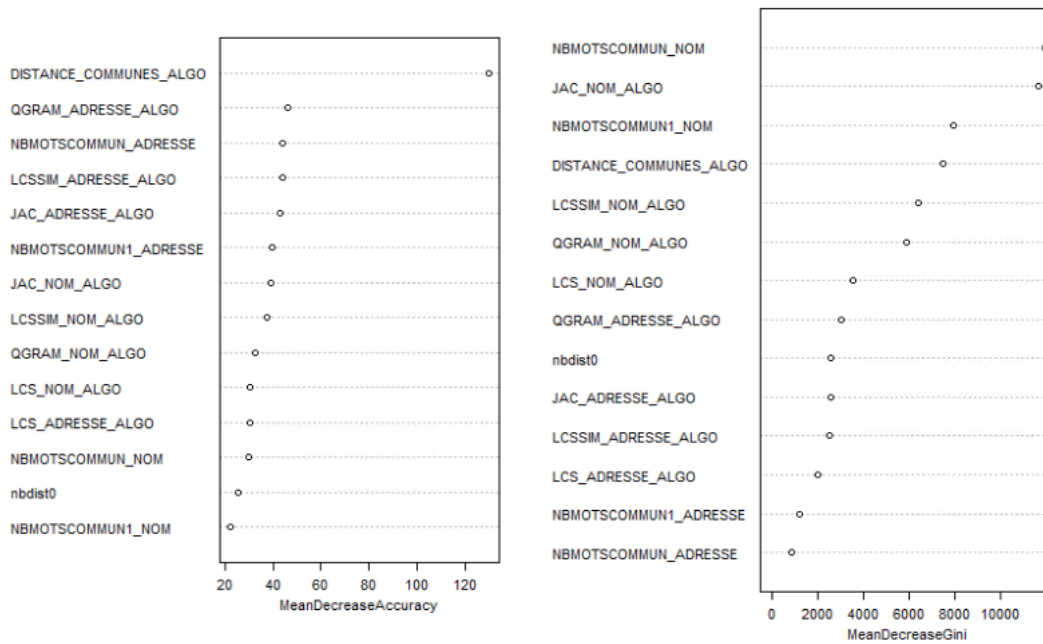 DISTANCE_COMMUNES_ALGO
QGRAM_ADRESSE_ALGO
NBMOTSCOMMUN_ADRESSE
LCSSIM_ADRESSE_ALGO
JAC_ADRESSE_ALGO
NBMOTSCOMMUN1_ADRESSE
JAC_NOM_ALGO
LCSSIM_NOM_ALGO
QGRAM_NOM_ALGO
LCS_NOM_ALGO
LCS_ADRESSE_ALGO
NBMOTSCOMMUN_NOM
nbdist0
NBMOTSCOMMUN1_NOM
20 40 60 80 100 120
MeanDecreaseAccuracy
NBMOTSCOMMUN_NOM
JAC_NOM_ALGO
NBMOTSCOMMUN1_NOM
DISTANCE_COMMUNES_ALGO
LCSSIM_NOM_ALGO
QGRAM_NOM_ALGO
LCS_NOM_ALGO
QGRAM_ADRESSE_ALGO
nbdist0
JAC_ADRESSE_ALGO
LCSSIM_ADRESSE_ALGO
LCS_ADRESSE_ALGO
NBMOTSCOMMUN1_ADRESSE
NBMOTSCOMMUN_ADRESSE
0 2000 4000 6000 8000 10000
MeanDecreaseGini